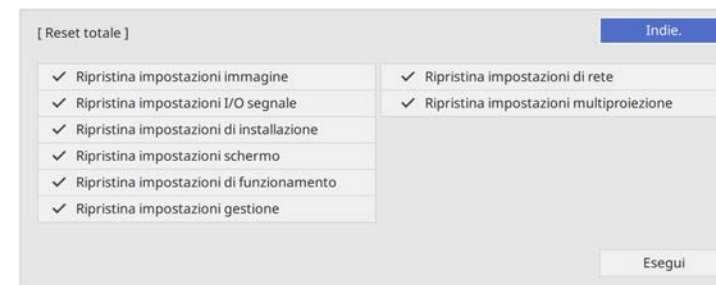 [ Reset totale ]
Indie.
Ripristina impostazioni immagine
Ripristina impostazioni di rete
Ripristina impostazioni I/O segnale
Ripristina impostazioni multiproiezione
Ripristina impostazioni di installazione
Ripristina impostazioni schermo
Ripristina impostazioni di funzionamento
Ripristina impostazioni gestione
Esegui